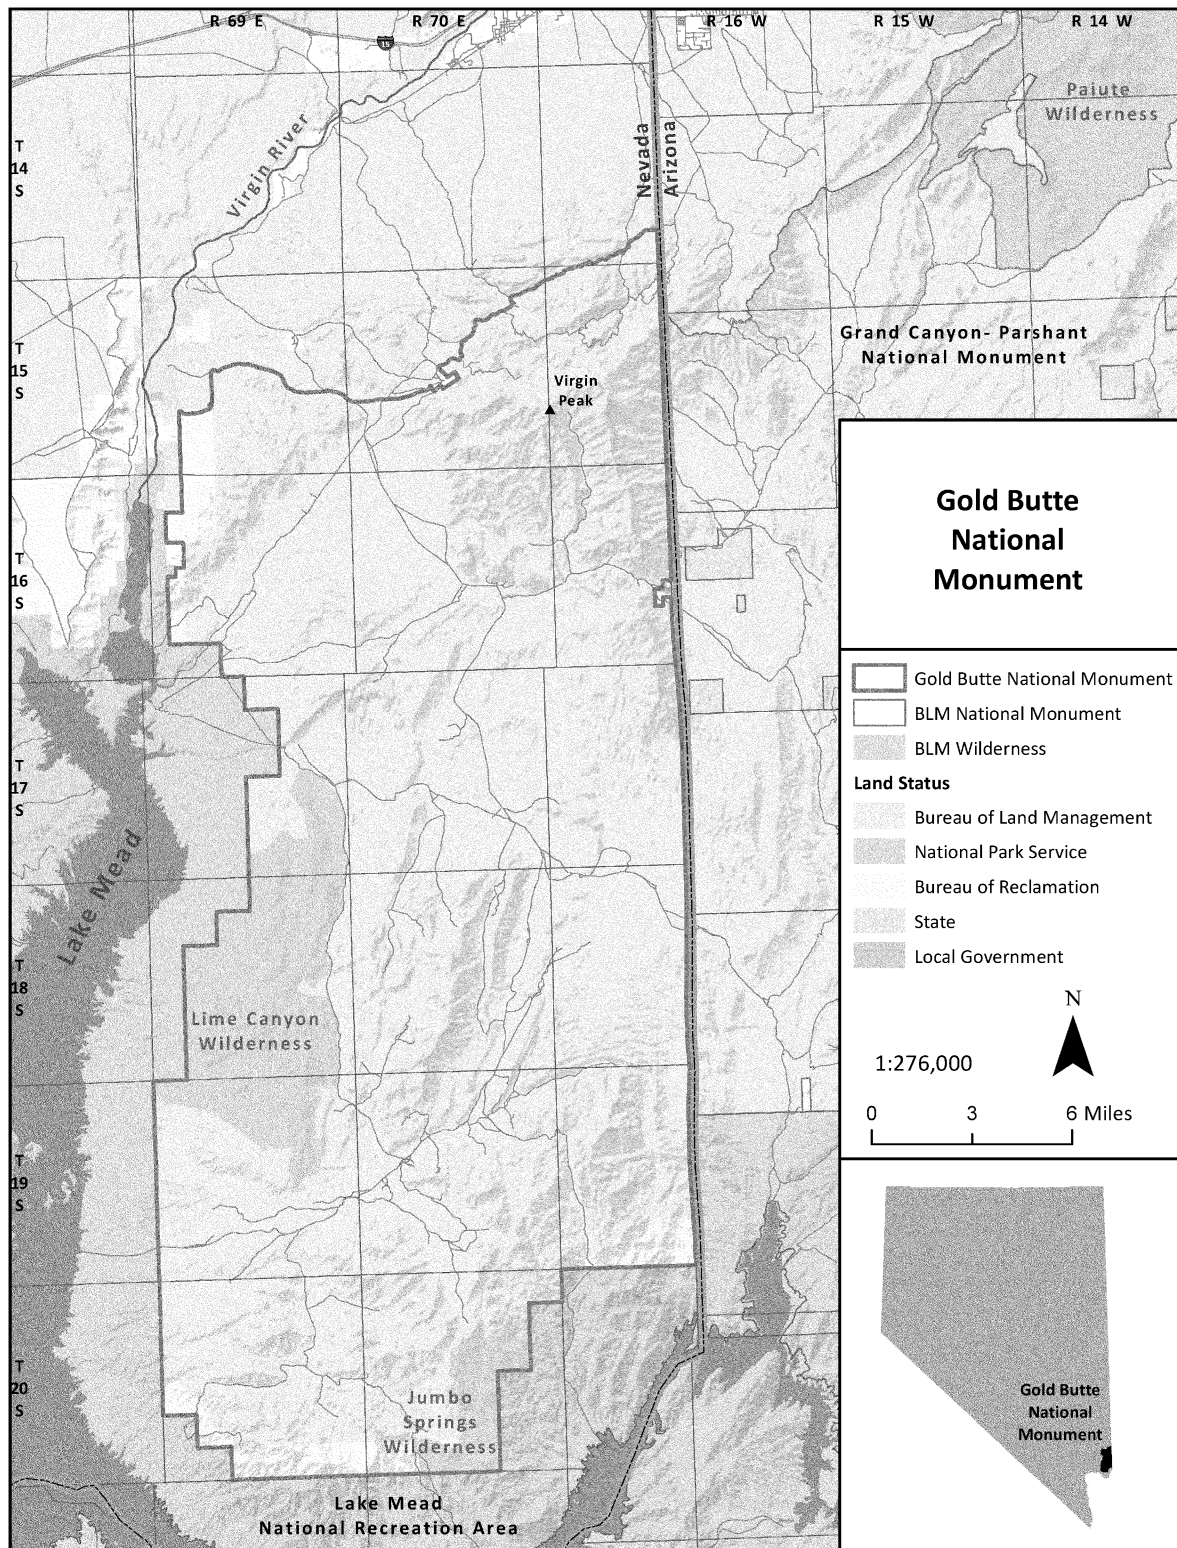 R 69 E
R 70 E
R 16 W
R 15 W
R 14 W
15
Paiute
Wilderness
Nevada
Arizona
Virgin River
T
14
S
Grand Canyon- Parshant
National Monument
T
15
S
Virgin
Peak
Gold Butte
National
Monument
T
16
S
Gold Butte National Monument
BLM National Monument
BLM Wilderness
Land Status
Bureau of Land Management
National Park Service
Bureau of Reclamation
State
Local Government
T
17
S
Lake Mead
T
18
S
Lime Canyon
Wilderness
N
1:276,000
0 3 6 Miles
T
19
S
T
20
S
Jumbo
Springs
Wilderness
Gold Butte
National
Monument
Lake Mead
National Recreation Area